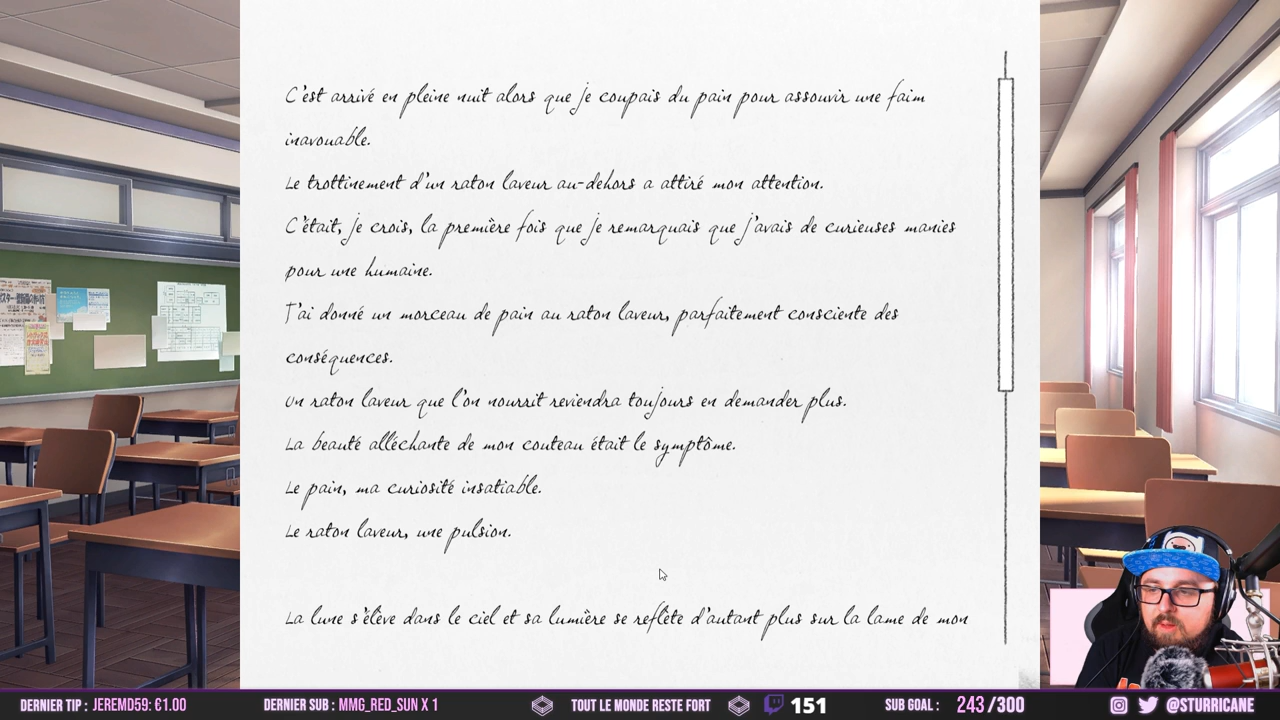 C'est arrivé en pleine nuit alors que je coupais du pain pour assouvir une faim
inavouable.
Le trottinement d'un raton laveur au-dehors a attiré mon attention.
C'était, je crois, la première fois que je remarquais que j'avais de curieuses manies
pour une humaine.
J'ai donné un morceau de pain au raton laveur, parfaitement consciente des
conséquences.
Un raton laveur que l'on nourrit reviendra toujours en demander plus.
La beauté alléchante de mon couteau était le symptôme.
Le pain, ma curiosité insatiable.
Le raton laveur, une pulsion.
La lune s'élève dans le ciel et sa lumière se reflète d'autant plus sur la lame de mon
DERNIER TIP : JEREMD59: €1.00
DERNIER SUB : MMG_RED_SUN X 1
TOUT LE MONDE RESTE FORT
151
SUB GOAL : 243 /300
@STURRICANE